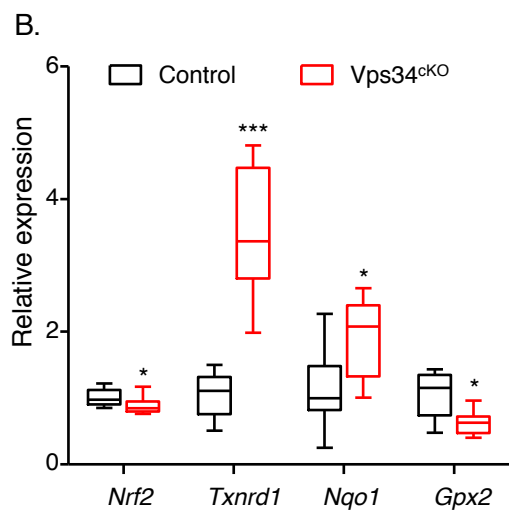 B.
6
Control
Vps34cKO
***
4
*
Relative expression
2
*
*
0
Nrf2
Txnrd1
Nqo1
Gpx2